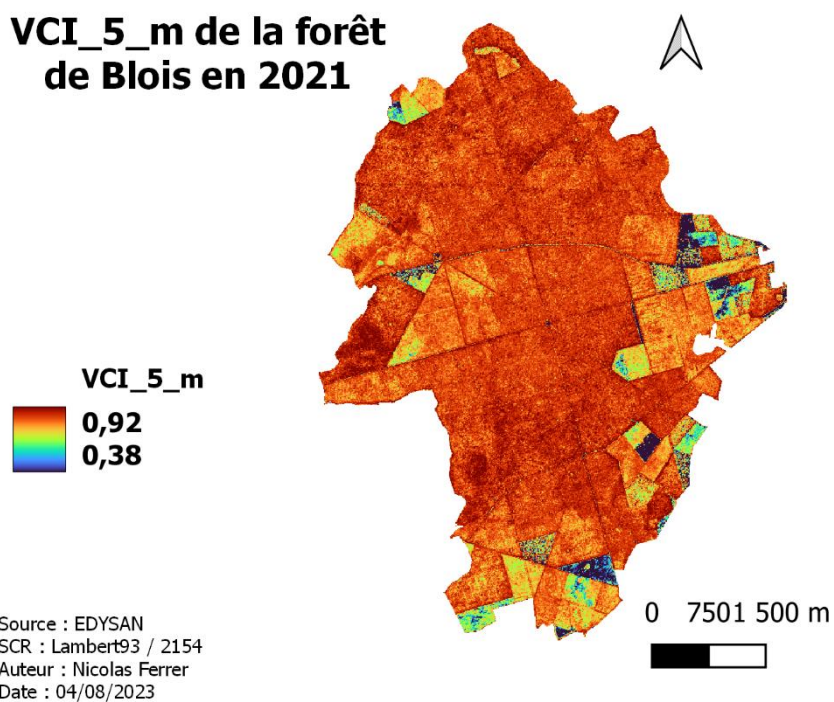 VCI_5_m de la forêt
de Blois en 2021
VCI_5_m
0,92
0,38
Source : EDYSAN
SCR : Lambert93 / 2154
Auteur : Nicolas Ferrer
Date : 04/08/2023
0 7501 500 m